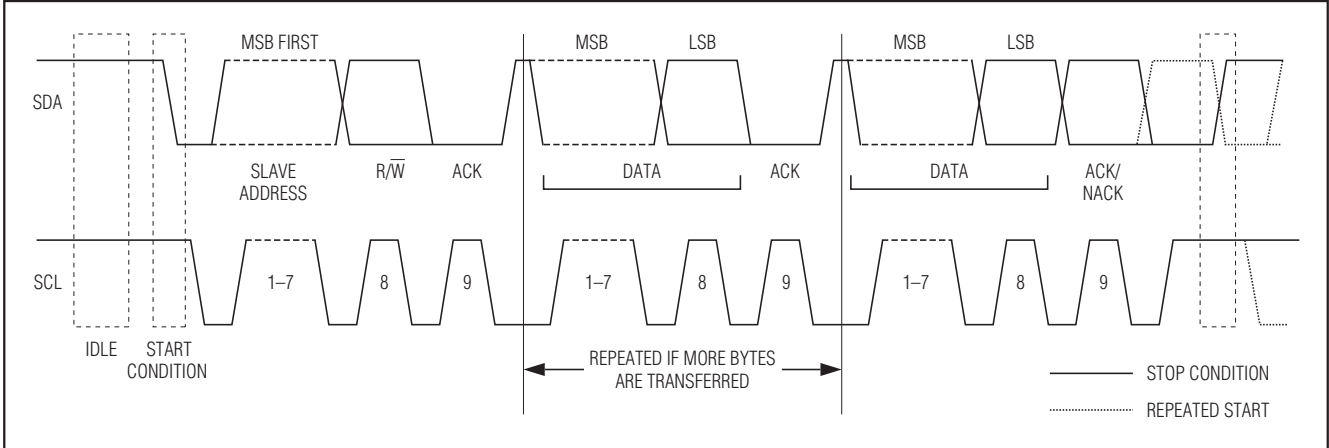 MSB FIRST
MSB
LSB
MSB
LSB
SDA
SLAVE
ADDRESS
R/W̅
ACK
DATA
ACK
DATA
ACK/
NACK
SCL
1–7
8
9
1–7
8
9
1–7
8
9
IDLE
START
CONDITION
REPEATED IF MORE BYTES
ARE TRANSFERRED
STOP CONDITION
REPEATED START